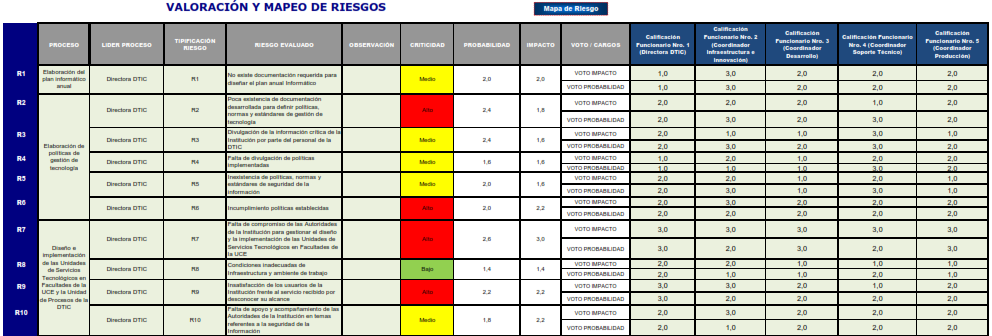 VALORACIÓN Y MAPEO DE RIESGOS
Mapa de Riesgo
PROCESO LIDER PROCESO TIPIFICACIÓN RIESGO RIESGO EVALUADO OBSERVACIÓN CRITICIDAD PROBABILIDAD IMPACTO VOTO / CARGOS Calificación Funcionario Nro. 1 (Directora DTIC) Calificación Funcionario Nro. 2 (Coordinador Infraestructura e Innovación) Calificación Funcionario Nro. 3 (Coordinador Desarrollo) Calificación Funcionario Nro. 4 (Coordinador Soporte Técnico) Calificación Funcionario Nro. 5 (Coordinador Producción)
R1 Elaboración del plan informático anual Directora DTIC R1 No existe documentación requerida para diseñar el plan anual Informático Medio 2,0 2,0 VOTO IMPACTO 1,0 3,0 2,0 2,0 2,0
VOTO PROBABILIDAD 1,0 3,0 2,0 2,0 2,0
R2 Elaboración de políticas de gestión de tecnología Directora DTIC R2 Poca existencia de documentación desarrollada para definir políticas, normas y estándares de gestión de tecnología Alto 2,4 1,8 VOTO IMPACTO 2,0 2,0 2,0 1,0 2,0
VOTO PROBABILIDAD 2,0 3,0 2,0 3,0 2,0
R3 Directora DTIC R3 Divulgación de la información crítica de la Institución por parte del personal de la DTIC Medio 2,4 1,6 VOTO IMPACTO 2,0 1,0 1,0 3,0 1,0
VOTO PROBABILIDAD 2,0 3,0 2,0 3,0 2,0
R4 Directora DTIC R4 Falta de divulgación de políticas implementadas Medio 1,6 1,6 VOTO IMPACTO 1,0 2,0 1,0 2,0 2,0
VOTO PROBABILIDAD 1,0 1,0 1,0 3,0 2,0
R5 Directora DTIC R5 Inexistencia de políticas, normas y estándares de seguridad de la información Medio 2,0 1,6 VOTO IMPACTO 2,0 2,0 1,0 2,0 1,0
VOTO PROBABILIDAD 2,0 3,0 1,0 3,0 1,0
R6 Directora DTIC R6 Incumplimiento políticas establecidas Alto 2,0 2,2 VOTO IMPACTO 2,0 3,0 2,0 2,0 2,0
VOTO PROBABILIDAD 2,0 2,0 2,0 2,0 2,0
R7 Diseño e implementación de las Unidades de Servicios Tecnológicos en Facultades de la UCE y la Unidad de Procesos de la DTIC Directora DTIC R7 Falta de compromiso de las Autoridades de la Institución para gestionar el diseño y la implementación de las Unidades de Servicios Tecnológicos en Facultades de la UCE Alto 2,6 3,0 VOTO IMPACTO 3,0 3,0 3,0 3,0 3,0
VOTO PROBABILIDAD 3,0 2,0 3,0 2,0 3,0
R8 Directora DTIC R8 Condiciones inadecuadas de Infraestructura y ambiente de trabajo Bajo 1,4 1,4 VOTO IMPACTO 2,0 2,0 1,0 1,0 1,0
VOTO PROBABILIDAD 2,0 1,0 1,0 2,0 1,0
R9 Directora DTIC R9 Insatisfacción de los usuarios de la Institución frente al servicio recibido por desconocer su alcance Alto 2,2 2,2 VOTO IMPACTO 3,0 3,0 2,0 1,0 2,0
VOTO PROBABILIDAD 3,0 2,0 2,0 2,0 2,0
R10 Directora DTIC R10 Falta de apoyo y acompañamiento de las Autoridades de la Institución en temas referentes a la seguridad de la Información Medio 1,8 2,2 VOTO IMPACTO 2,0 3,0 2,0 2,0 2,0
VOTO PROBABILIDAD 2,0 1,0 2,0 2,0 2,0